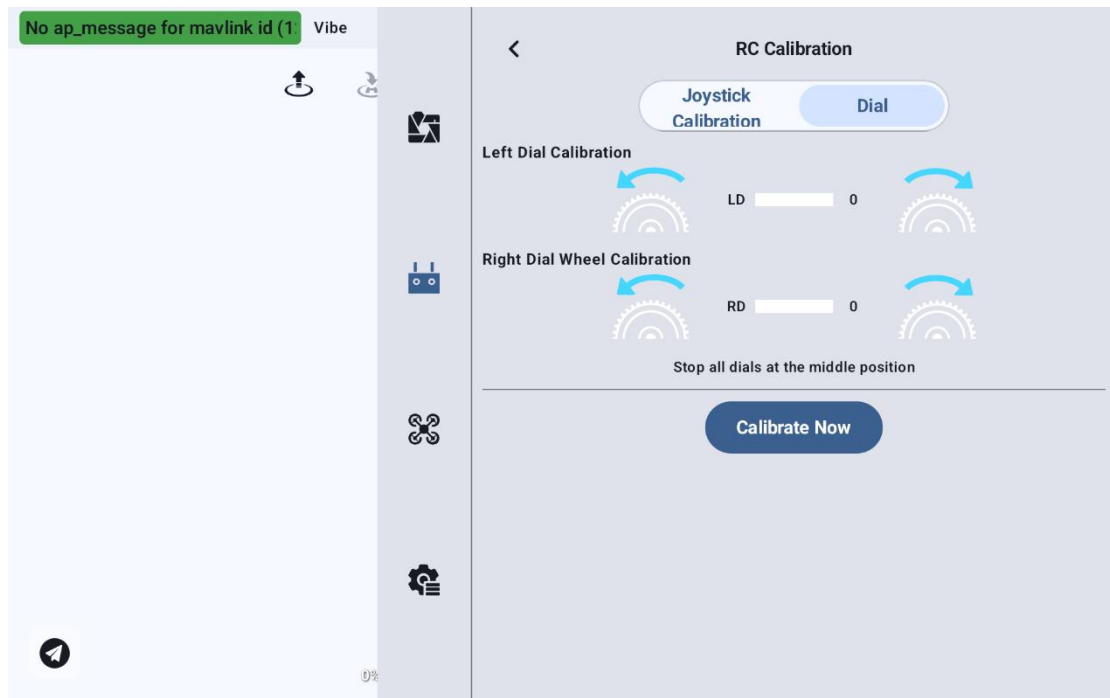 No ap_message for mavlink id (1
Vibe
RC Calibration
Joystick
Calibration
Dial
Left Dial Calibration
LD
0
Right Dial Wheel Calibration
RD
0
Stop all dials at the middle position
Calibrate Now
0%